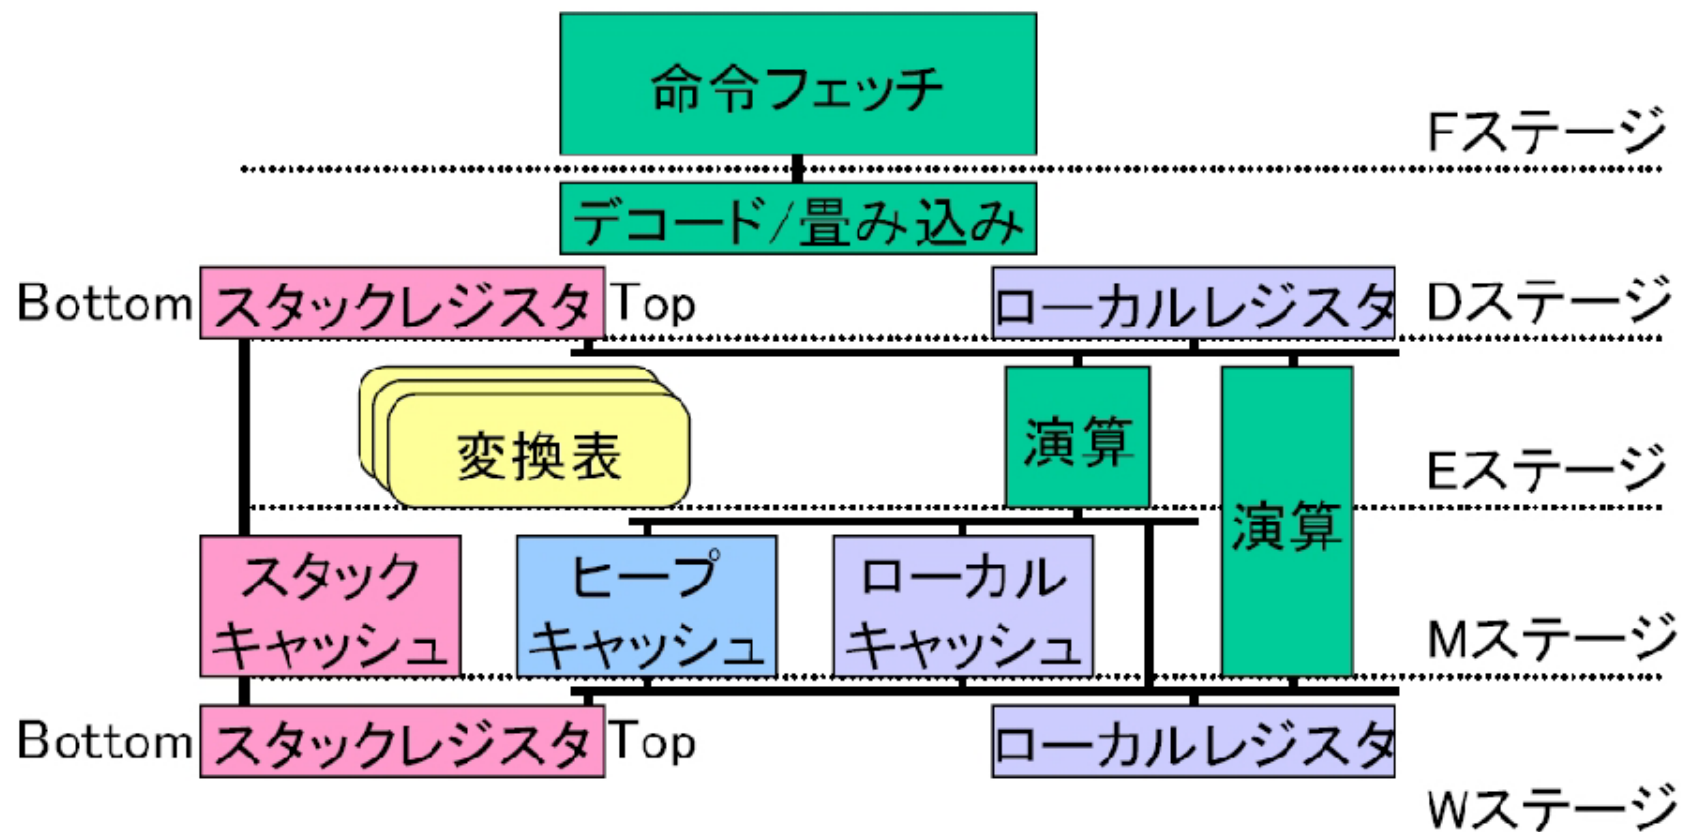 命令フェッチ
Fステージ
デコード/畳み込み
Bottom スタックレジスタ Top ローカルレジスタ Dステージ
変換表
演算
Eステージ
演算
スタック
キャッシュ
ヒープ
キャッシュ
ローカル
キャッシュ
Mステージ
Bottom スタックレジスタ Top ローカルレジスタ
Wステージ